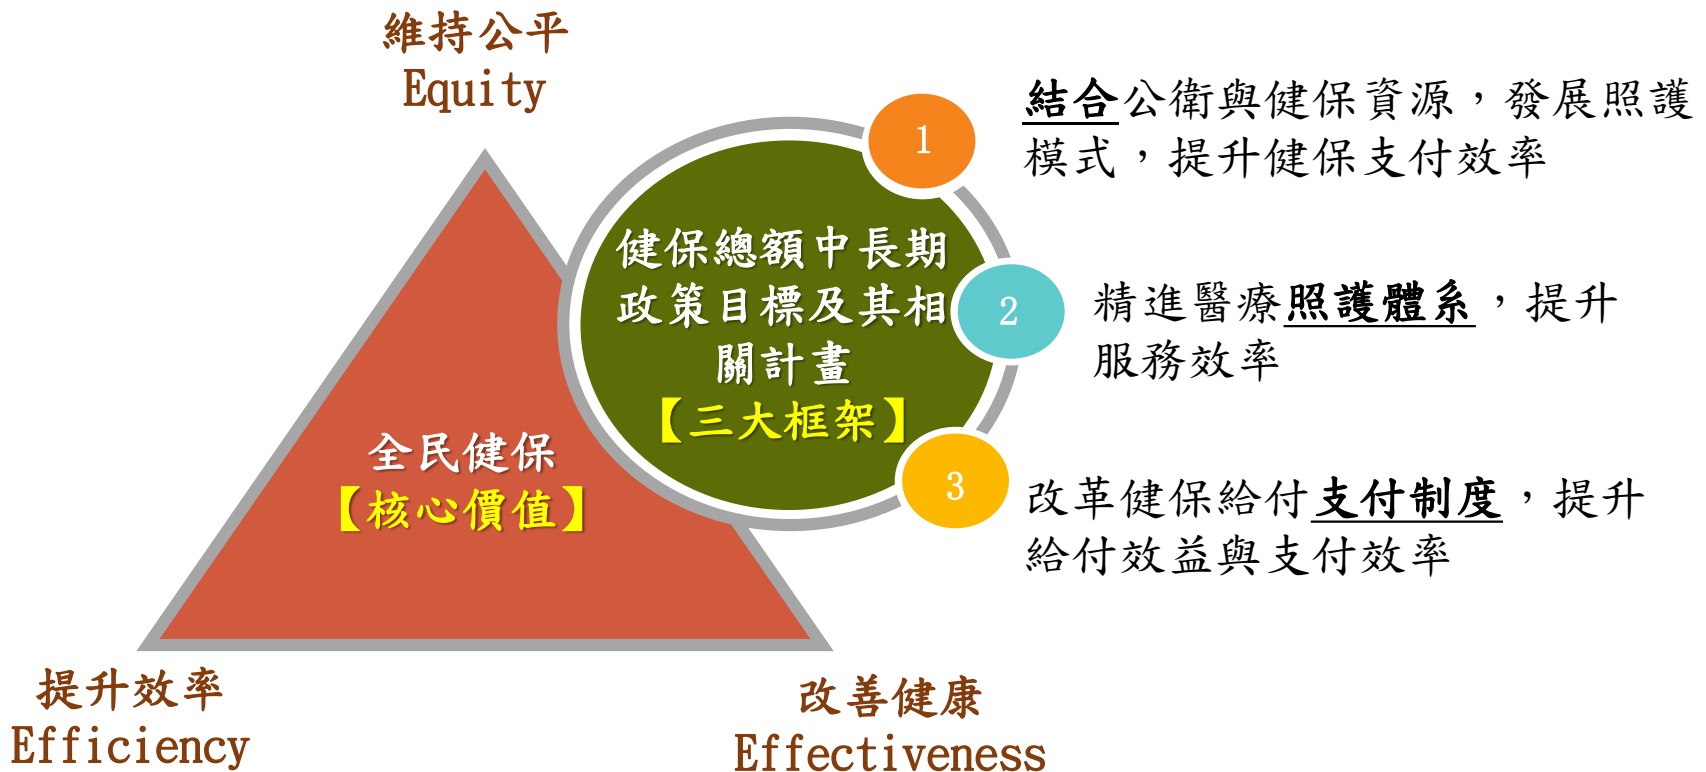 維持公平
Equity
1
結合公衛與健保資源，發展照護
模式，提升健保支付效率
健保總額中長期
政策目標及其相
關計畫
【三大框架】
2
精進醫療照護體系，提升
服務效率
全民健保
【核心價值】
3
改革健保給付支付制度，提升
給付效益與支付效率
提升效率
Efficiency
改善健康
Effectiveness